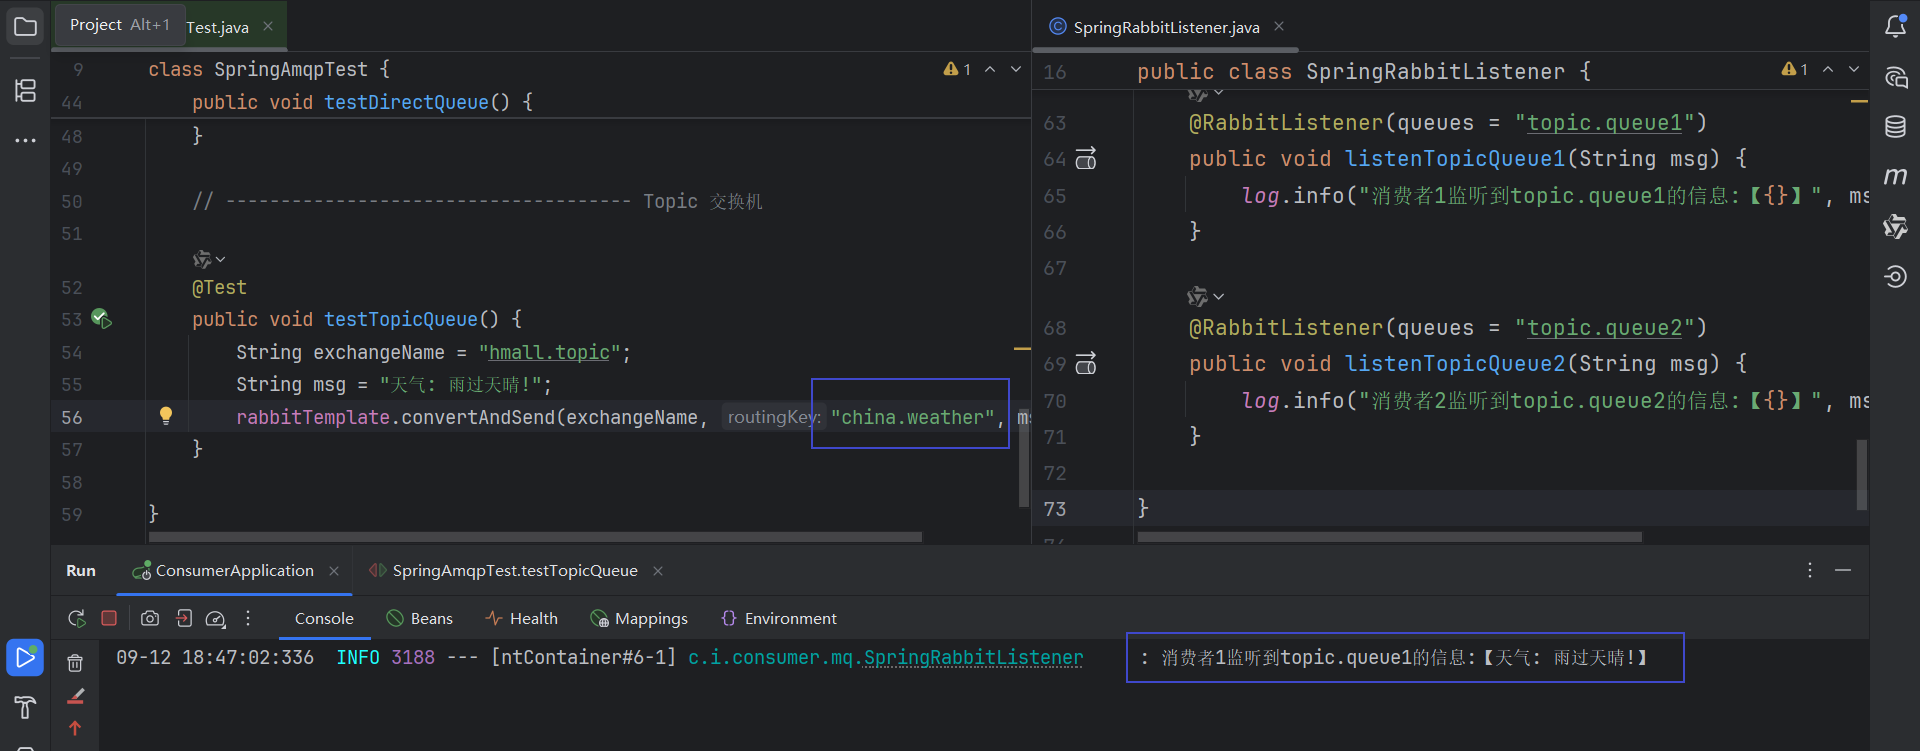 Project Alt+1
Test.java
9 class SpringAmqpTest {
1
44 public void testDirectQueue() {
48 }
49
50 // ------------------------------------- Topic 交换机
51
52 @Test
53 public void testTopicQueue() {
54 String exchangeName = "hmall.topic";
55 String msg = "天气: 雨过天晴!";
56 rabbitTemplate.convertAndSend(exchangeName, routingKey: "china.weather", ms
57 }
58
59 }
SpringRabbitListener.java
16 public class SpringRabbitListener {
1
63 @RabbitListener(queues = "topic.queue1")
64 public void listenTopicQueue1(String msg) {
65 log.info("消费者1监听到topic.queue1的信息:【{}】", ms
66 }
67
68 @RabbitListener(queues = "topic.queue2")
69 public void listenTopicQueue2(String msg) {
70 log.info("消费者2监听到topic.queue2的信息:【{}】", ms
71 }
72
73 }
Run ConsumerApplication SpringAmqpTest.testTopicQueue
Console Beans Health Mappings Environment
09-12 18:47:02:336 INFO 3188 --- [ntContainer#6-1] c.i.consumer.mq.SpringRabbitListener : 消费者1监听到topic.queue1的信息:【天气: 雨过天晴!】